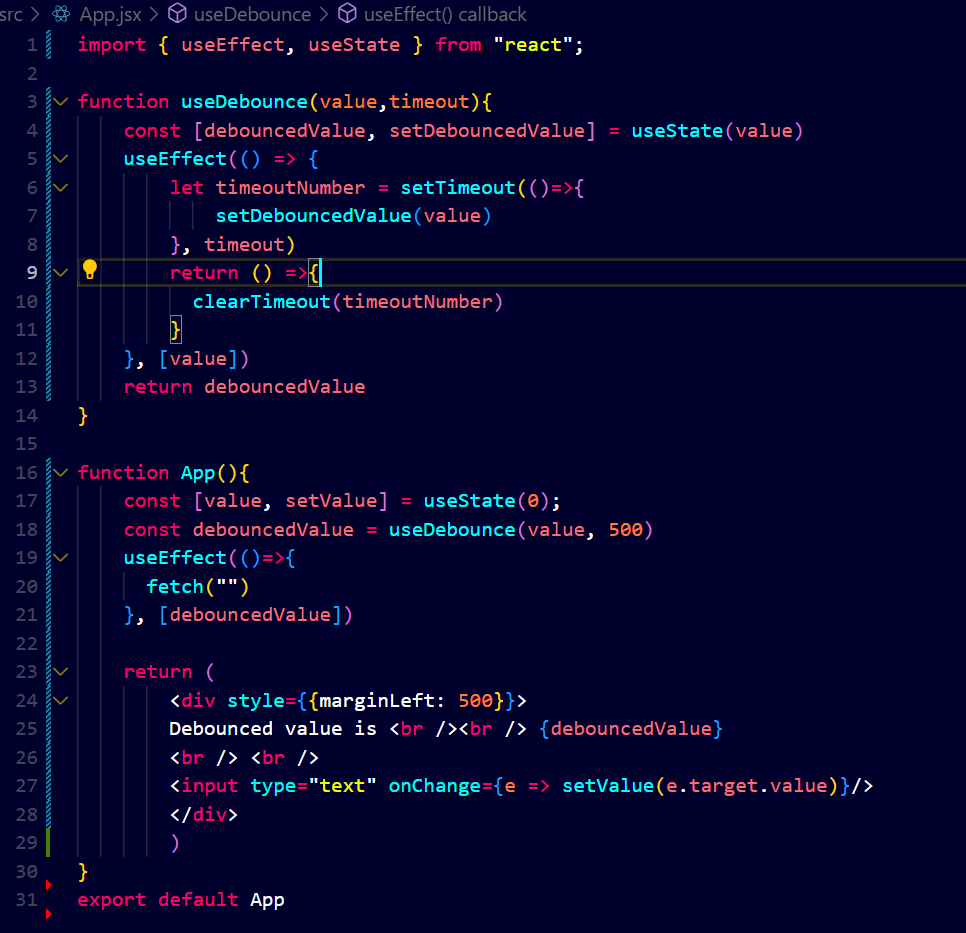 src > App.jsx > useDebounce > useEffect() callback
1 import { useEffect, useState } from "react";
2
3 function useDebounce(value,timeout){
4     const [debouncedValue, setDebouncedValue] = useState(value)
5     useEffect(() => {
6         let timeoutNumber = setTimeout(()=>{
7             setDebouncedValue(value)
8         }, timeout)
9         return () =>{
10           clearTimeout(timeoutNumber)
11         }
12     }, [value])
13     return debouncedValue
14 }
15
16 function App(){
17     const [value, setValue] = useState(0);
18     const debouncedValue = useDebounce(value, 500)
19     useEffect(()=>{
20       fetch("")
21     }, [debouncedValue])
22
23     return (
24         <div style={{marginLeft: 500}}>
25         Debounced value is <br /><br /> {debouncedValue}
26         <br /> <br />
27         <input type="text" onChange={e => setValue(e.target.value)}/>
28         </div>
29         )
30 }
31 export default App